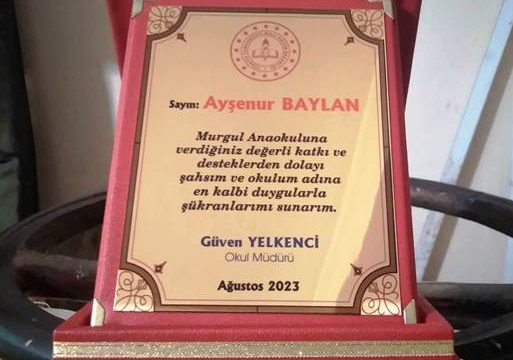 Sayın: Ayşenur BAYLAN
Murgul Anaokuluna
verdiğiniz değerli katkı ve
desteklerden dolayı
şahsım ve okulum adına
en kalbi duygularla
şükranlarımı sunarım.
Güven YELKENCİ
Okul Müdürü
Ağustos 2023